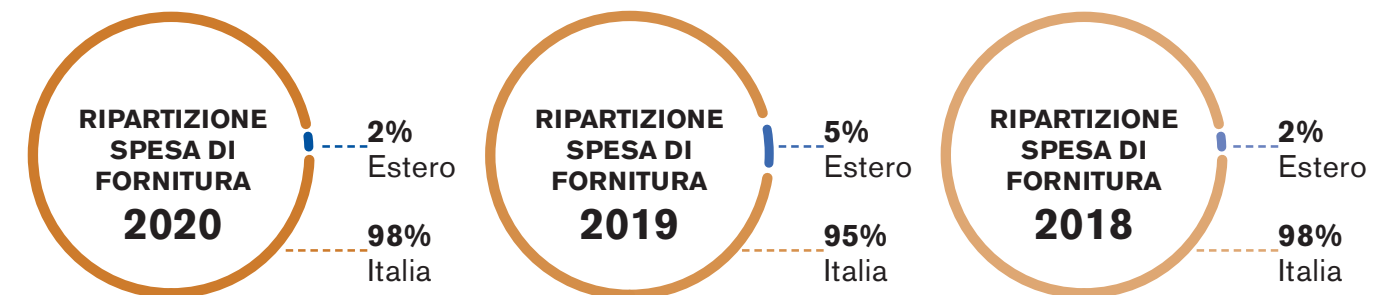 RIPARTIZIONE
SPESA DI
FORNITURA
2020
2%
Estero
98%
Italia
RIPARTIZIONE
SPESA DI
FORNITURA
2019
5%
Estero
95%
Italia
RIPARTIZIONE
SPESA DI
FORNITURA
2018
2%
Estero
98%
Italia